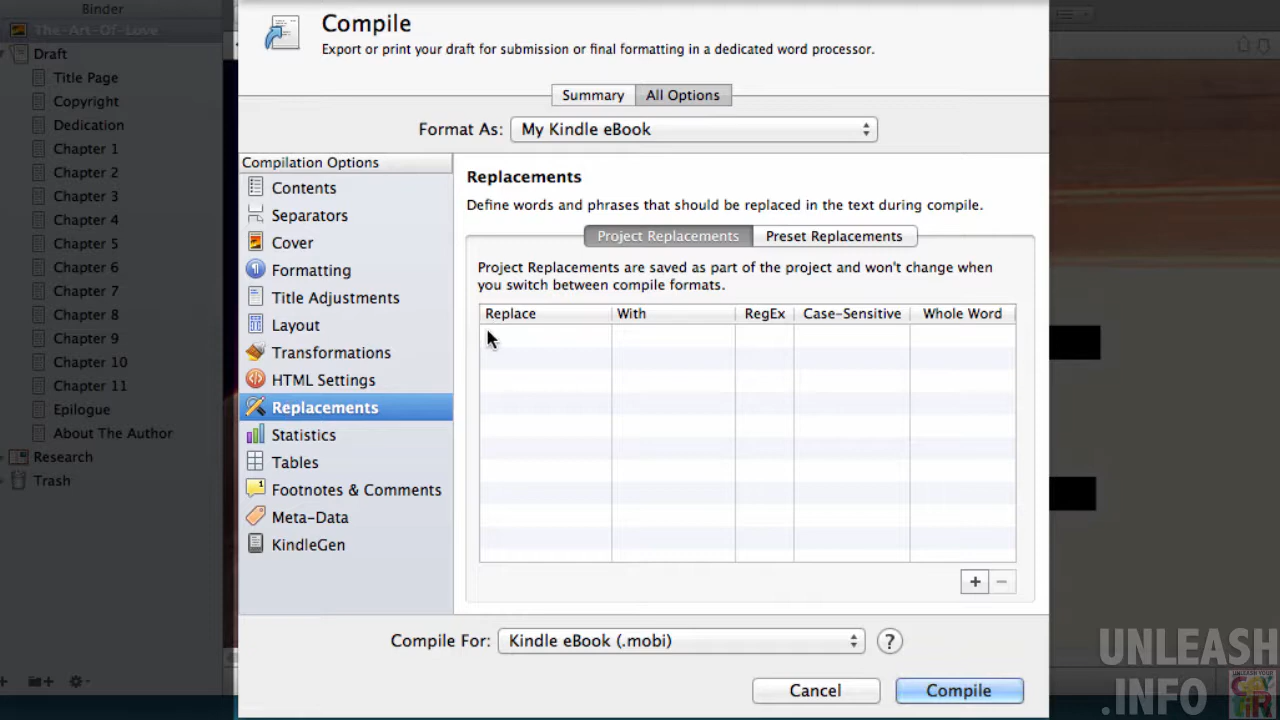 Binder
The-Art-Of-Love
Draft
Title Page
Copyright
Dedication
Chapter 1
Chapter 2
Chapter 3
Chapter 4
Chapter 5
Chapter 6
Chapter 7
Chapter 8
Chapter 9
Chapter 10
Chapter 11
Epilogue
About The Author
Research
Trash
Compile
Export or print your draft for submission or final formatting in a dedicated word processor.
Summary All Options
Format As: My Kindle eBook
Compilation Options
Contents
Separators
Cover
Formatting
Title Adjustments
Layout
Transformations
HTML Settings
Replacements
Statistics
Tables
Footnotes & Comments
Meta-Data
KindleGen
Replacements
Define words and phrases that should be replaced in the text during compile.
Project Replacements Preset Replacements
Project Replacements are saved as part of the project and won't change when
you switch between compile formats.
Replace With RegEx Case-Sensitive Whole Word
+ −
Compile For: Kindle eBook (.mobi) ?
Cancel Compile
UNLEASH
.INFO